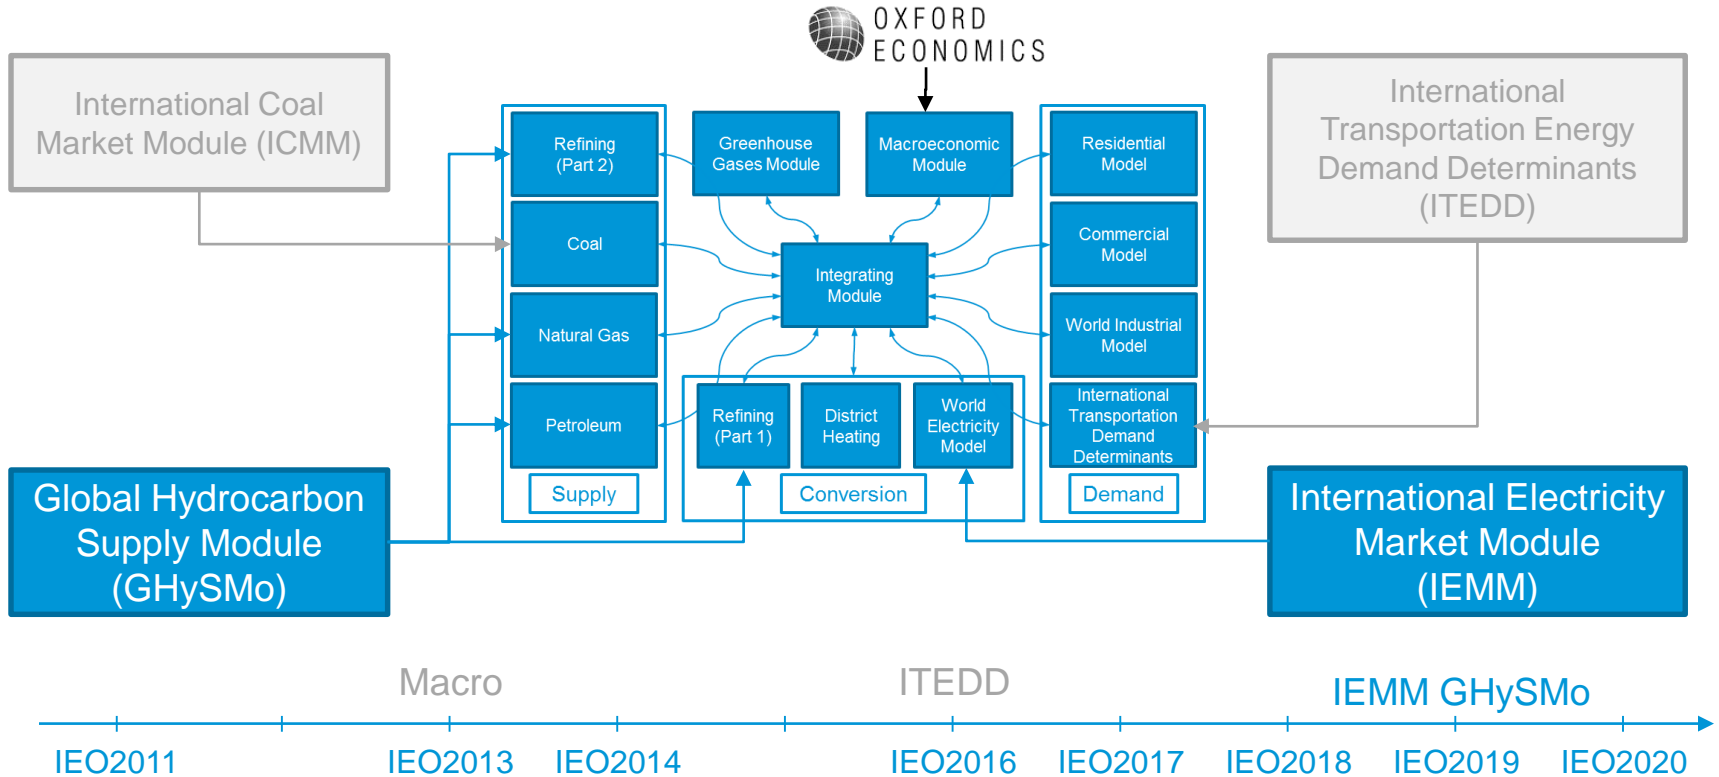 OXFORD
ECONOMICS
International Coal
Market Module (ICMM)
International
Transportation Energy
Demand Determinants
(ITEDD)
Refining
(Part 2)
Greenhouse
Gases Module
Macroeconomic
Module
Residential
Model
Coal
Commercial
Model
Integrating
Module
Natural Gas
World Industrial
Model
Petroleum
Refining
(Part 1)
District
Heating
World
Electricity
Model
International
Transportation
Demand
Determinants
Supply
Conversion
Demand
Global Hydrocarbon
Supply Module
(GHySMo)
International Electricity
Market Module
(IEMM)
Macro
ITEDD
IEMM GHySMo
IEO2011
IEO2013
IEO2014
IEO2016
IEO2017
IEO2018
IEO2019
IEO2020